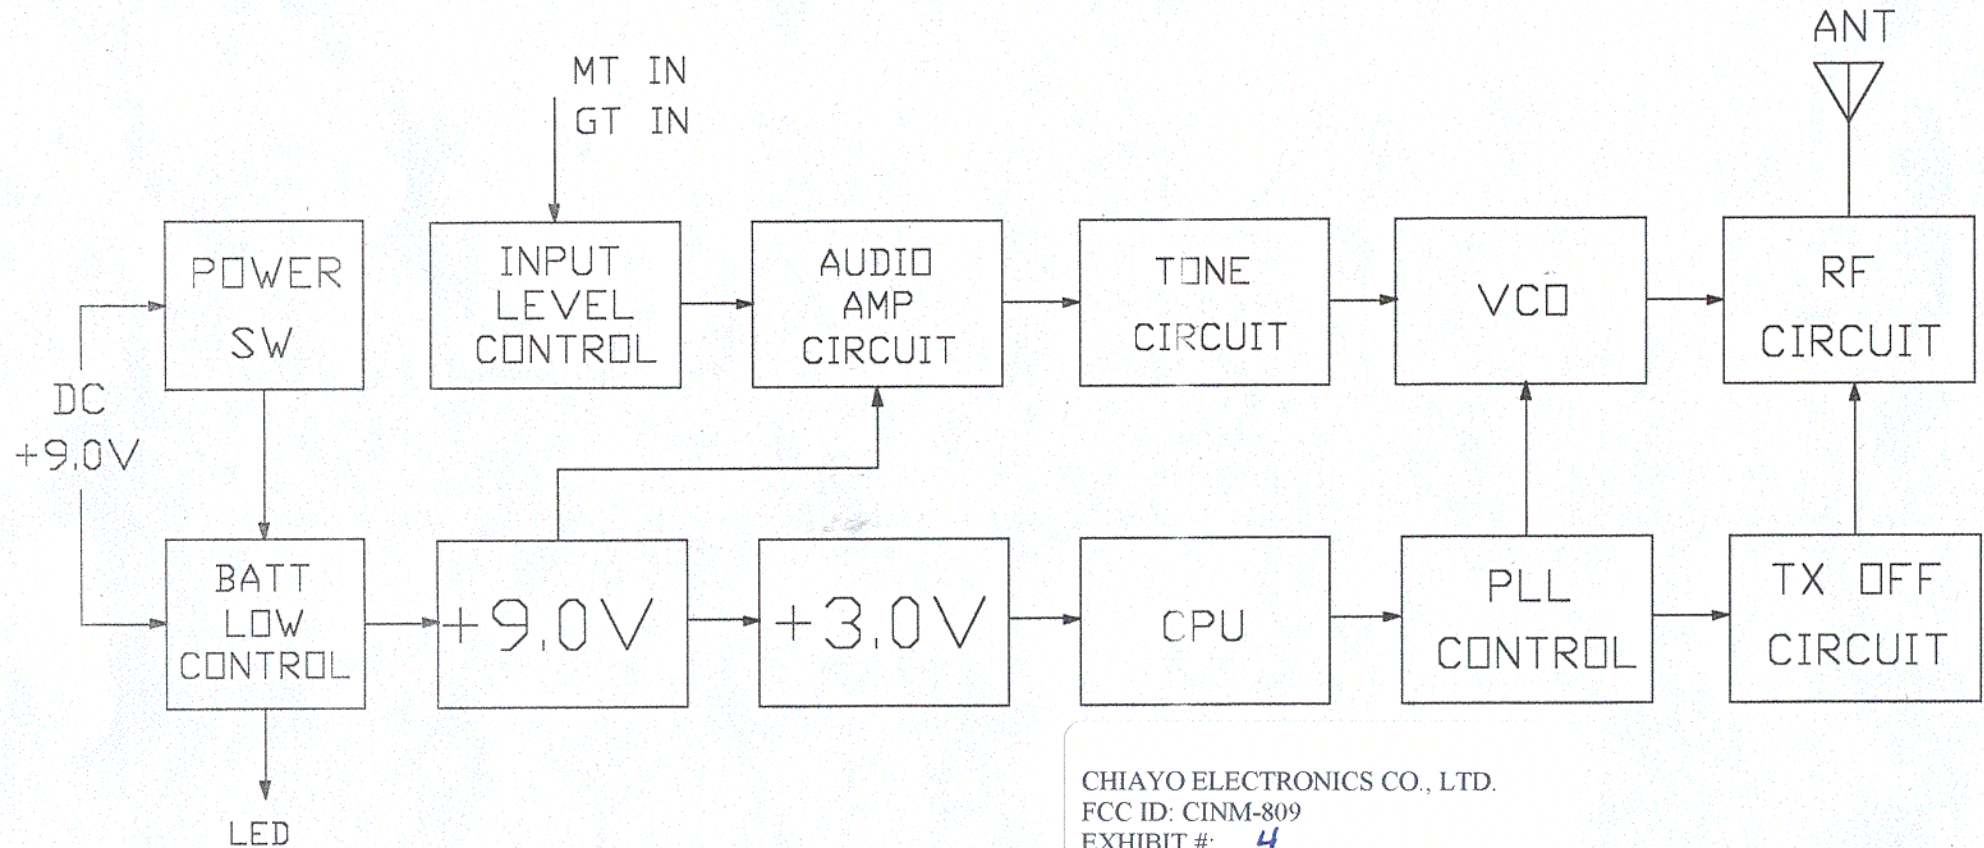 ANT
MT IN
GT IN
POWER
SW
INPUT
LEVEL
CONTROL
AUDIO
AMP
CIRCUIT
TONE
CIRCUIT
VCO
RF
CIRCUIT
DC
+9.0V
BATT
LOW
CONTROL
+9.0V
+3.0V
CPU
PLL
CONTROL
TX OFF
CIRCUIT
LED
CHIAYO ELECTRONICS CO., LTD.
FCC ID: CINM-809
EXHIBIT #: 4